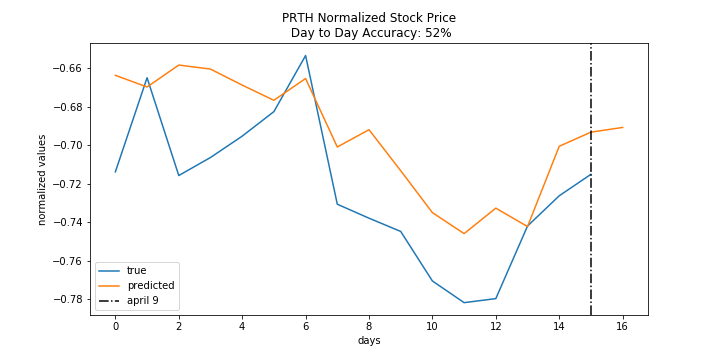 PRTH Normalized Stock Price
Day to Day Accuracy: 52%
normalized values
−0.66
−0.68
−0.70
−0.72
−0.74
−0.76
−0.78
true
predicted
april 9
0 2 4 6 8 10 12 14 16
days